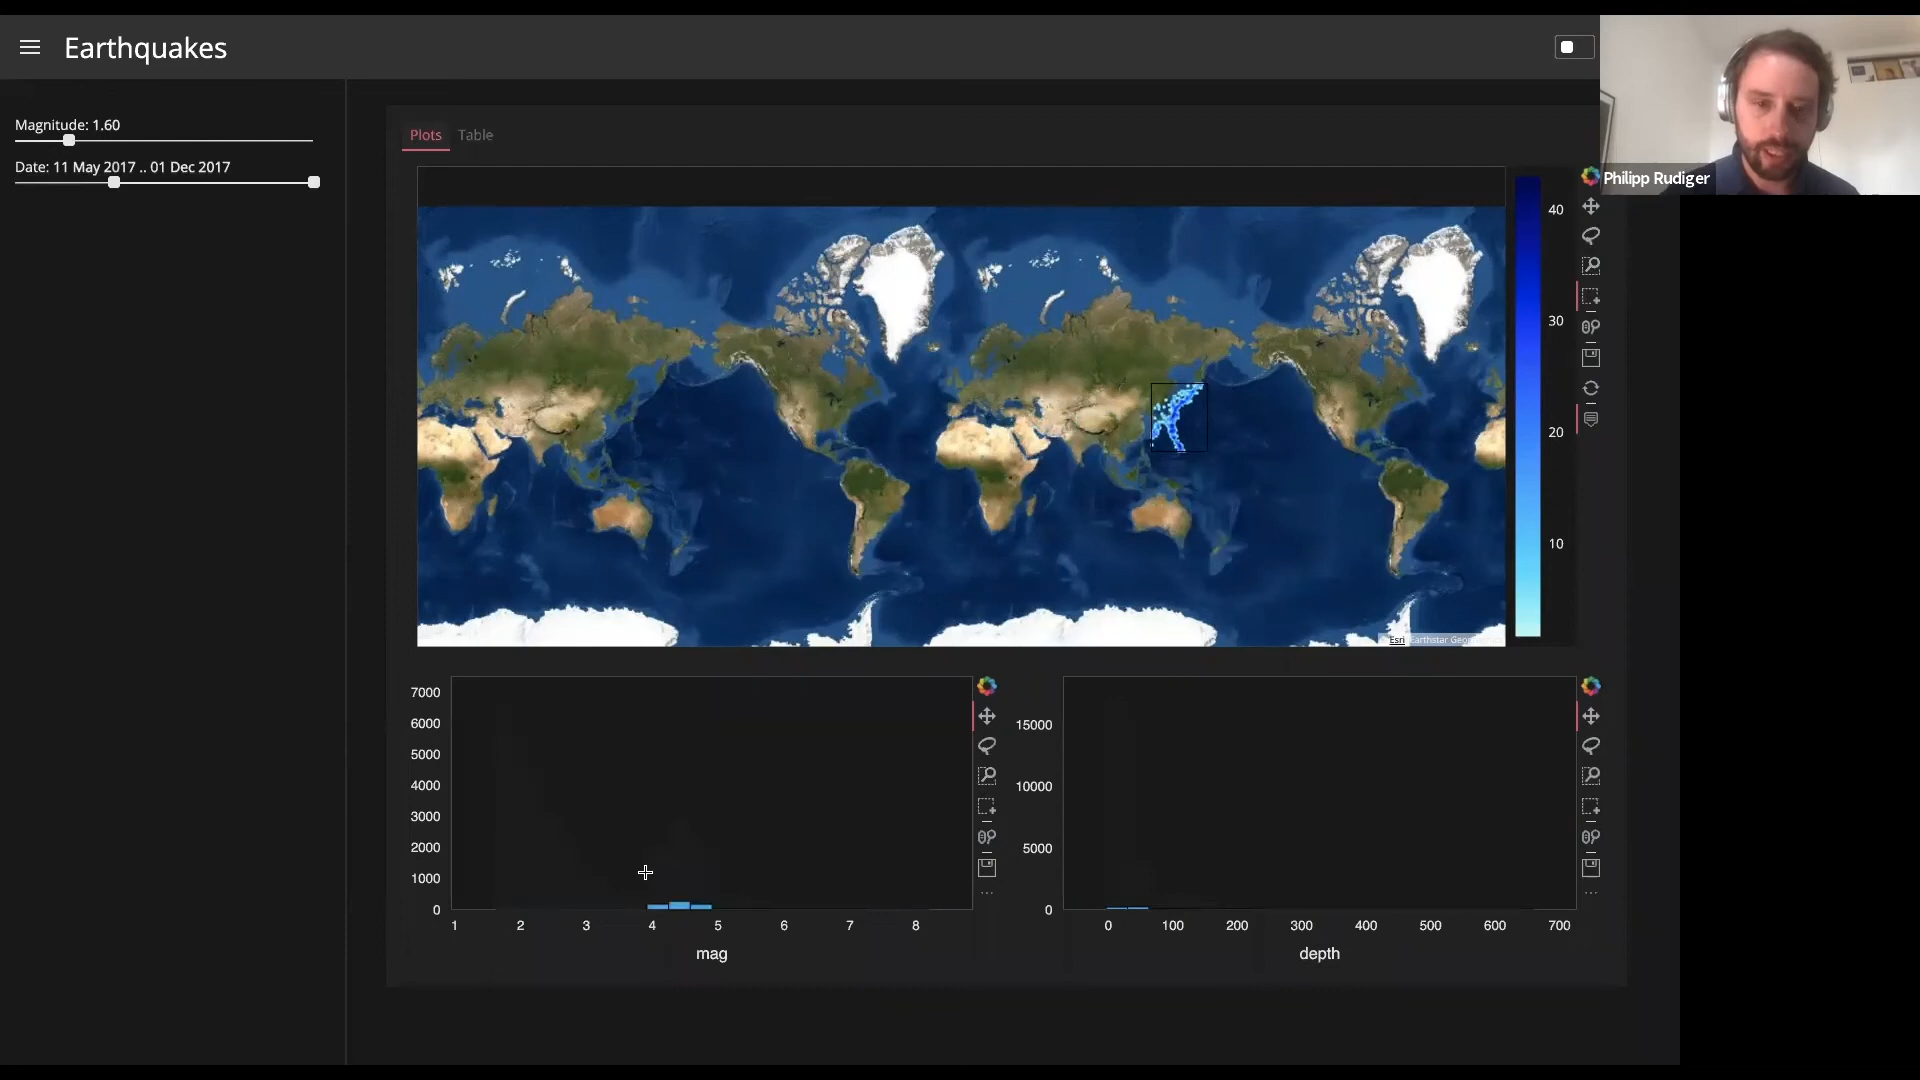 Earthquakes
Philipp Rudiger
Magnitude: 1.60
Date: 11 May 2017 .. 01 Dec 2017
Plots
Table
40
30
20
10
Esri Earthstar
7000
6000
5000
4000
3000
2000
1000
0
1 2 3 4 5 6 7 8
mag
15000
10000
5000
0
0 100 200 300 400 500 600 700
depth